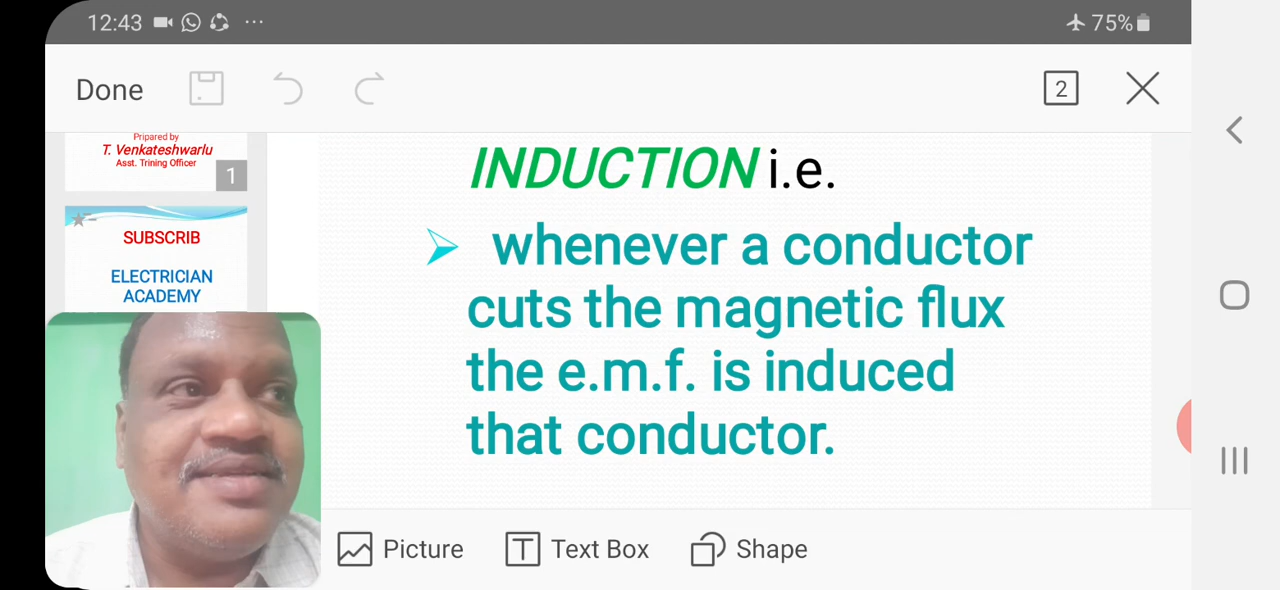 12:43
75%
Done
2
Pripared by
T. Venkateshwarlu
Asst. Trining Officer
1
SUBSCRIB
ELECTRICIAN
ACADEMY
INDUCTION i.e.
whenever a conductor
cuts the magnetic flux
the e.m.f. is induced
that conductor.
Picture
Text Box
Shape